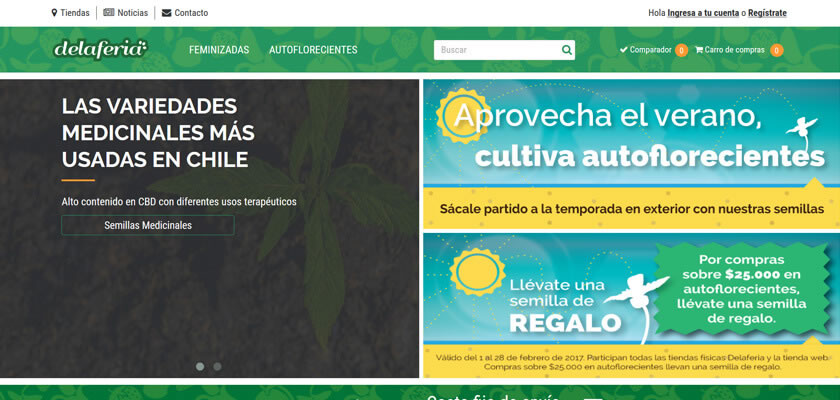 Tiendas Noticias Contacto
Hola Ingresa a tu cuenta o Regístrate
delaferia
FEMINIZADAS AUTOFLORECIENTES
Buscar
Comparador 0 Carro de compras 0
LAS VARIEDADES
MEDICINALES MÁS
USADAS EN CHILE
Alto contenido en CBD con diferentes usos terapéuticos
Semillas Medicinales
Aprovecha el verano,
cultiva autoflorecientes
Sácale partido a la temporada en exterior con nuestras semillas
Llévate una
semilla de
REGALO
Por compras
sobre $25.000 en
autoflorecientes,
llévate una semilla
de regalo.
Válido del 1 al 28 de febrero de 2017. Participan todas las tiendas físicas Delaferia y la tienda web.
Compras sobre $25.000 en autoflorecientes llevan una semilla de regalo.